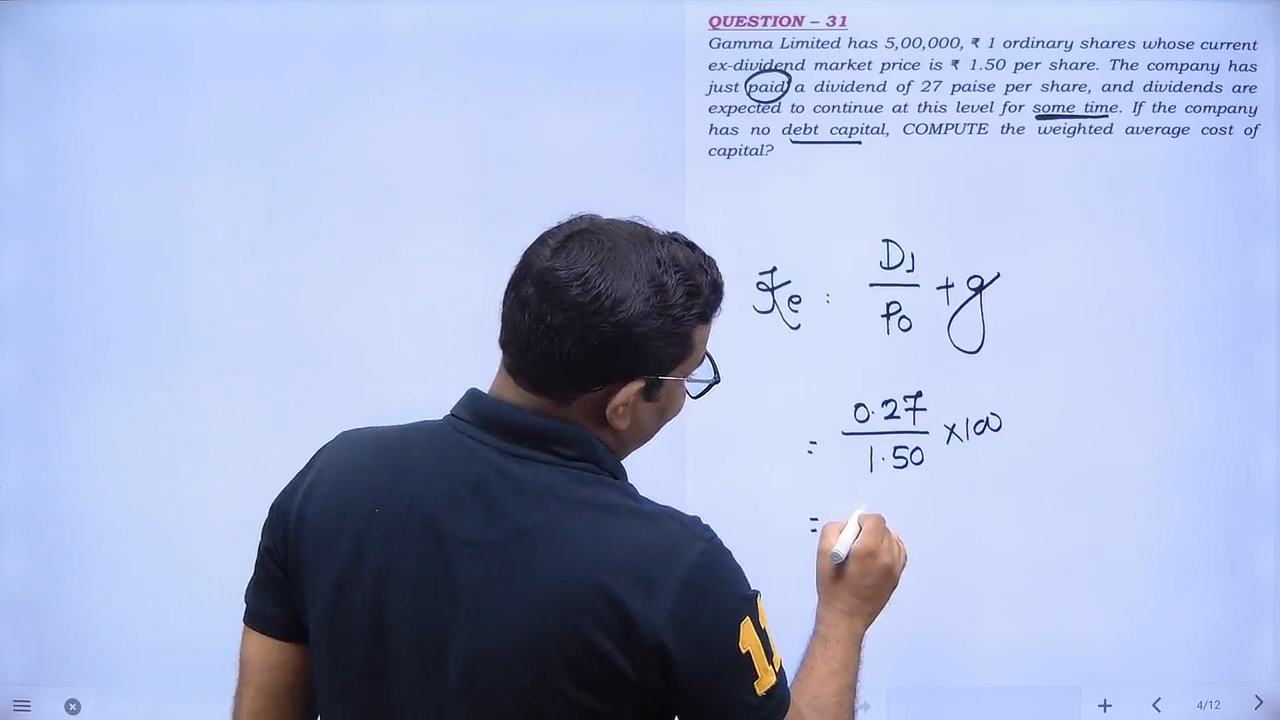 QUESTION – 31
Gamma Limited has 5,00,000, ₹ 1 ordinary shares whose current
ex-dividend market price is ₹ 1.50 per share. The company has
just paid a dividend of 27 paise per share, and dividends are
expected to continue at this level for some time. If the company
has no debt capital, COMPUTE the weighted average cost of
capital?
Ke : D1
P0 + g
= 0.27
1.50 ×100
=
11
4/12